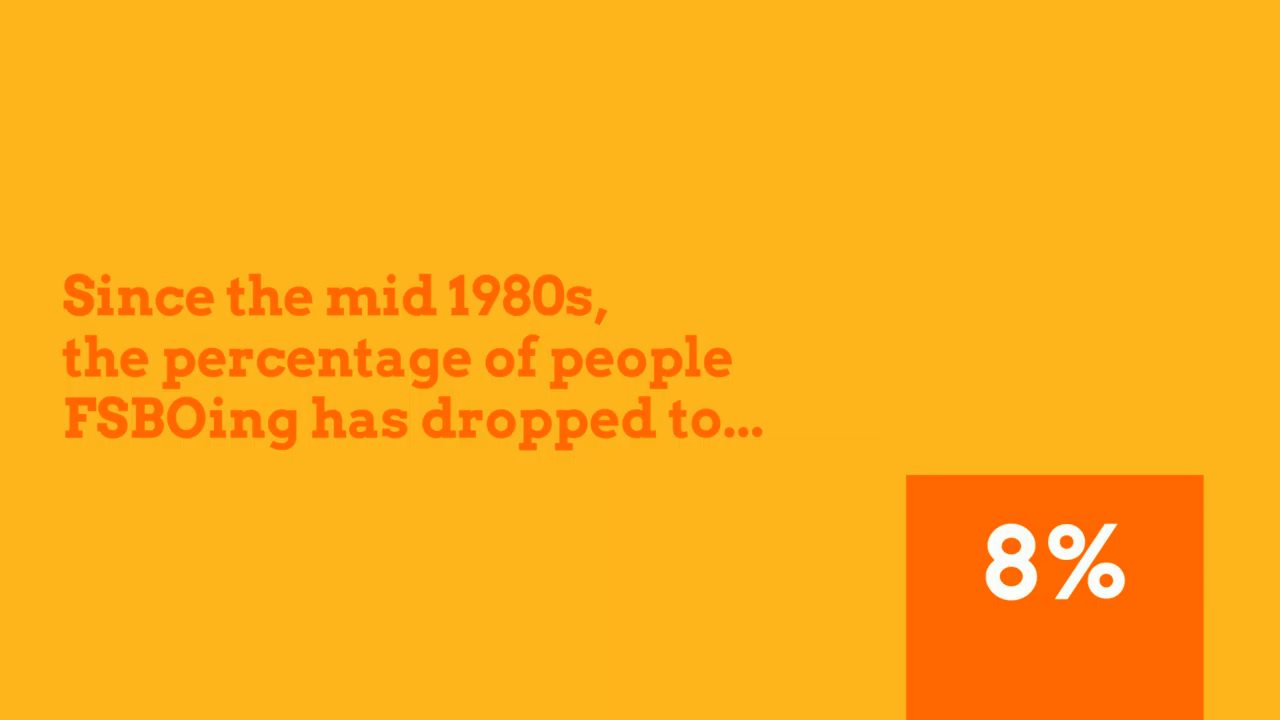 Since the mid 1980s,
the percentage of people
FSBOing has dropped to...
8%